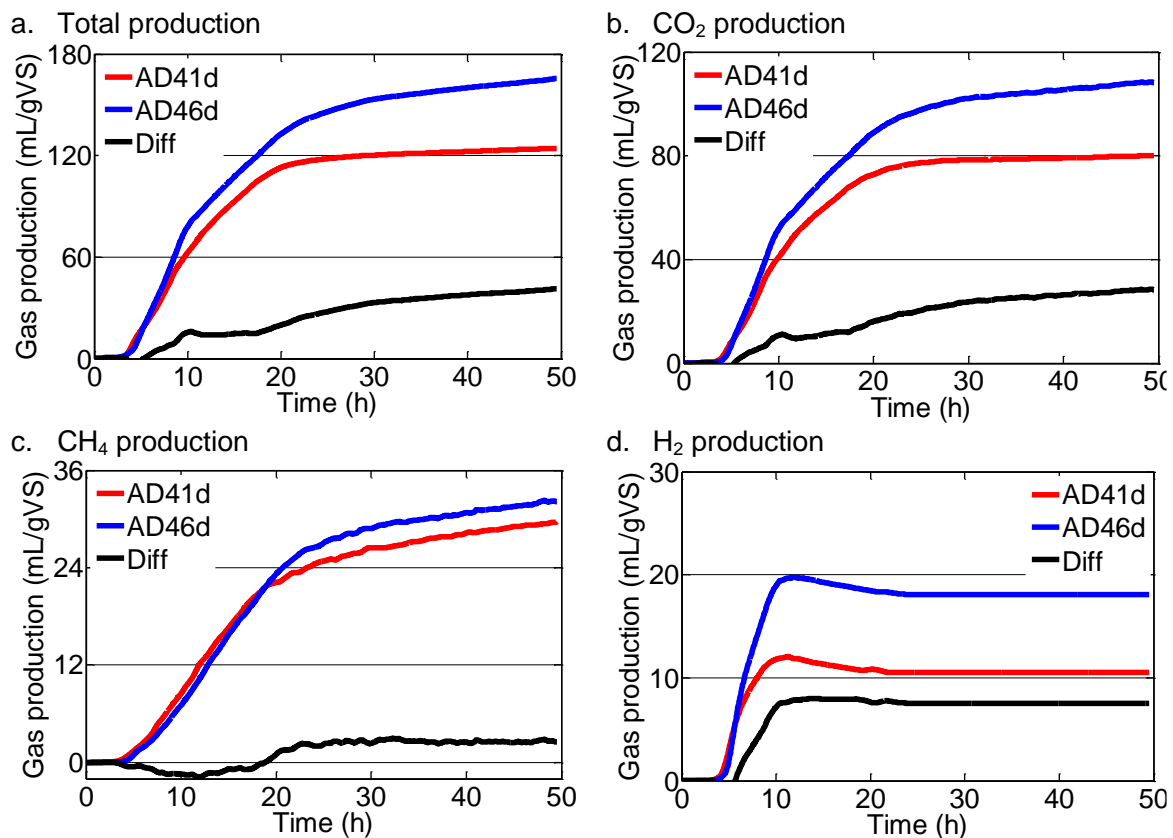 a. Total production
Gas production (mL/gVS)
180
120
60
0
AD41d
AD46d
Diff
0 10 20 30 40 50
Time (h)
b. CO₂ production
Gas production (mL/gVS)
120
80
40
0
AD41d
AD46d
Diff
0 10 20 30 40 50
Time (h)
c. CH₄ production
Gas production (mL/gVS)
36
24
12
0
AD41d
AD46d
Diff
0 10 20 30 40 50
Time (h)
d. H₂ production
Gas production (mL/gVS)
30
20
10
0
AD41d
AD46d
Diff
0 10 20 30 40 50
Time (h)